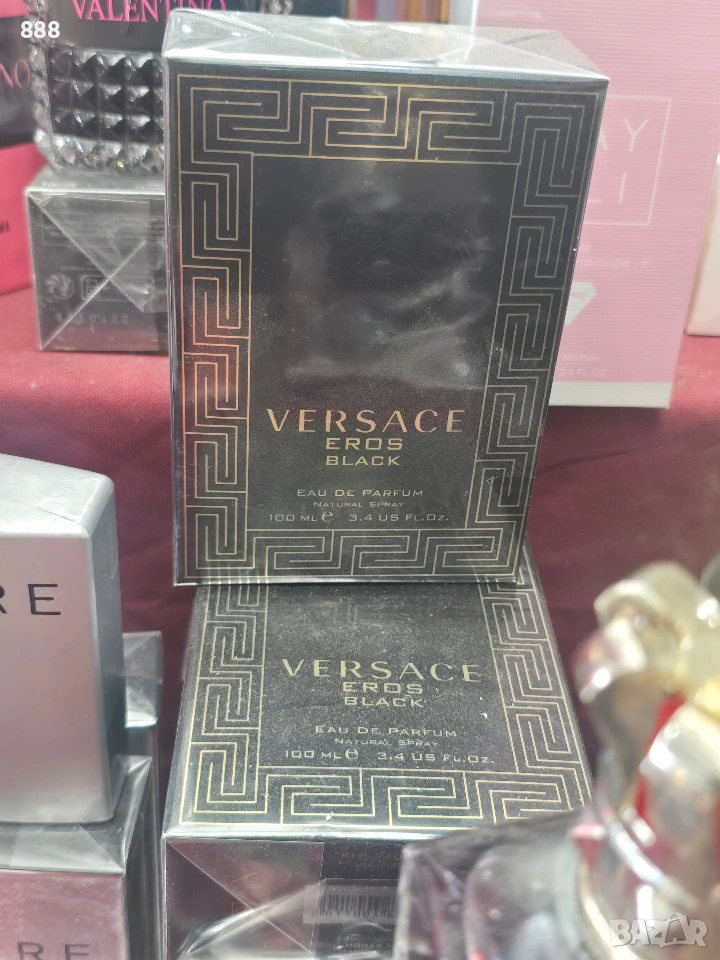 888
VALENTINO
VERSACE
EROS
BLACK
EAU DE PARFUM
NATURAL SPRAY
100 ML e 3.4 US FL.OZ.
VERSACE
EROS
BLACK
EAU DE PARFUM
NATURAL SPRAY
100 ML e 3.4 US FL.OZ.
RE
RE
BAZAR